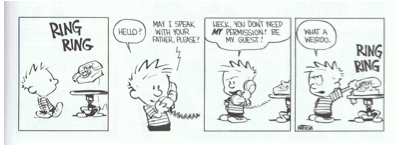 RING
RING
HELLO?
MAY I SPEAK
WITH YOUR
FATHER, PLEASE?
HECK, YOU DON'T NEED
MY PERMISSION! BE
MY GUEST!
WHAT A
WEIRDO.
RING
RING